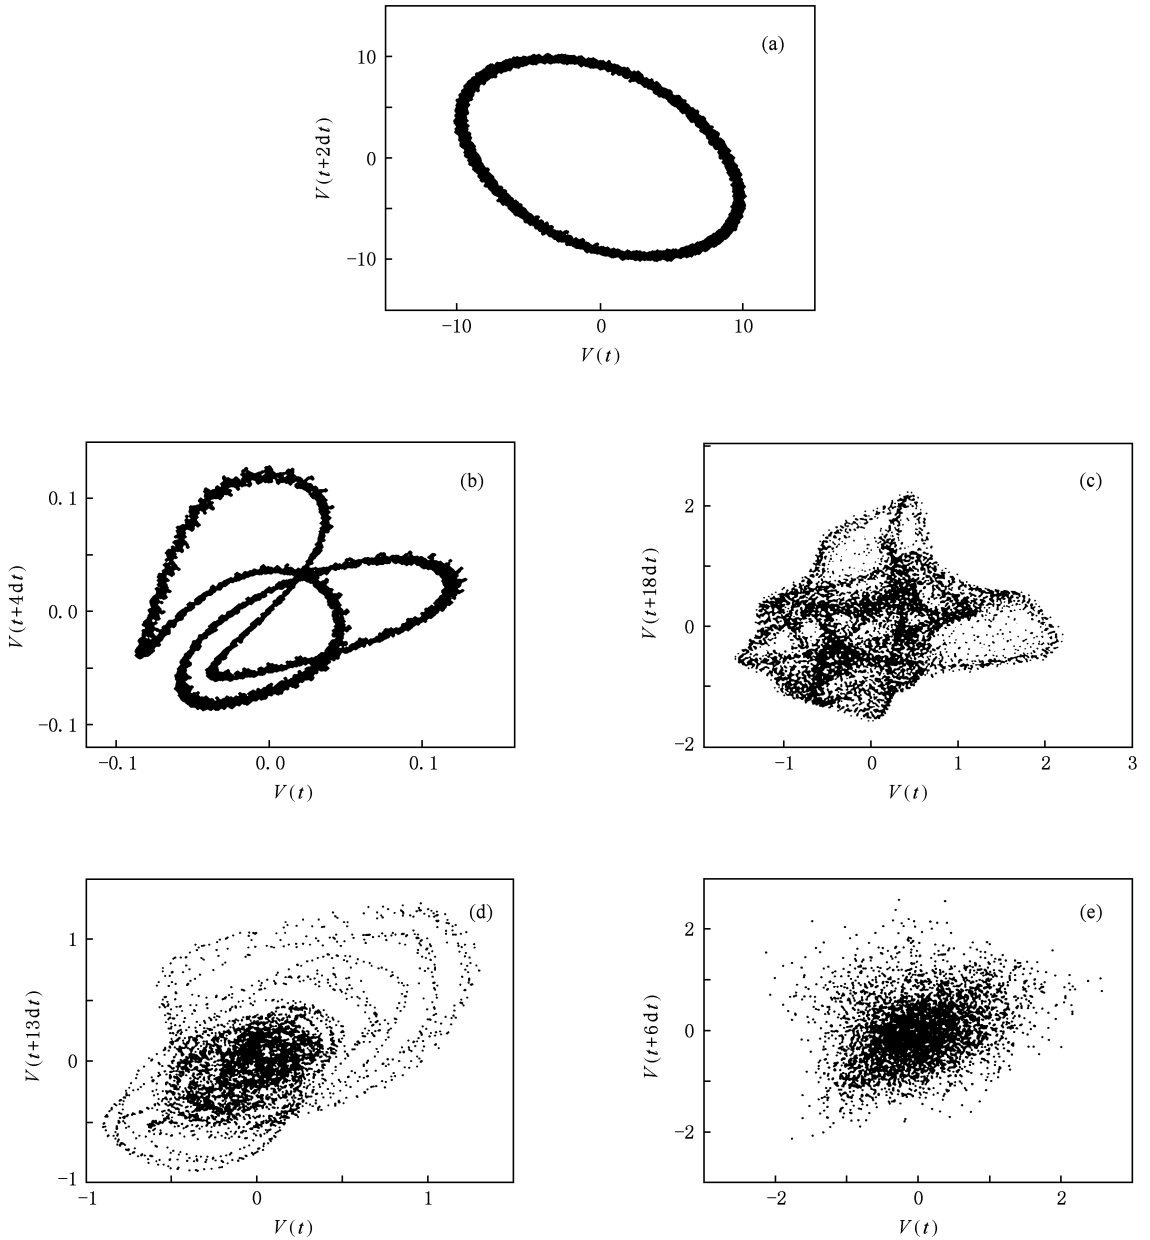 (a)
10
0
−10
V(t+2dt)
−10 0 10
V(t)
(b)
0.1
0.0
−0.1
V(t+4dt)
−0.1 0.0 0.1
V(t)
(c)
2
0
−2
V(t+18dt)
−1 0 1 2 3
V(t)
(d)
1
0
−1
V(t+13dt)
−1 0 1
V(t)
(e)
2
0
−2
V(t+6dt)
−2 0 2
V(t)